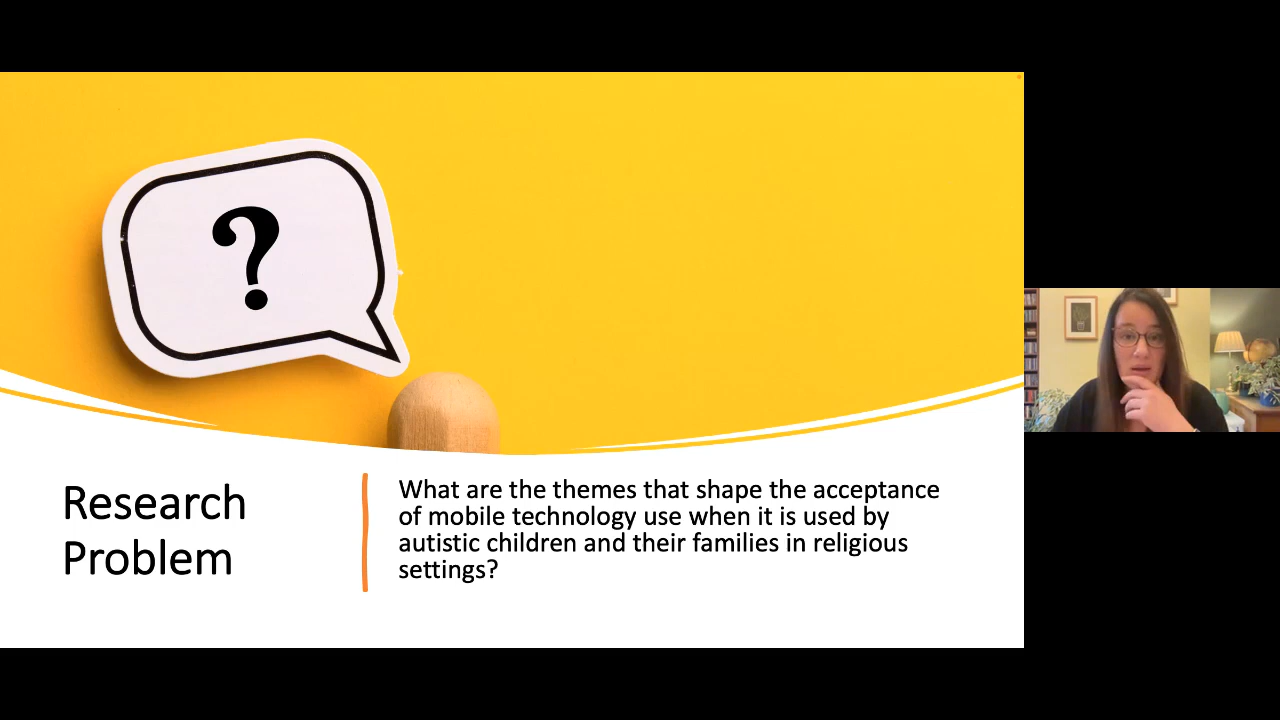 ?
Research
Problem
What are the themes that shape the acceptance
of mobile technology use when it is used by
autistic children and their families in religious
settings?